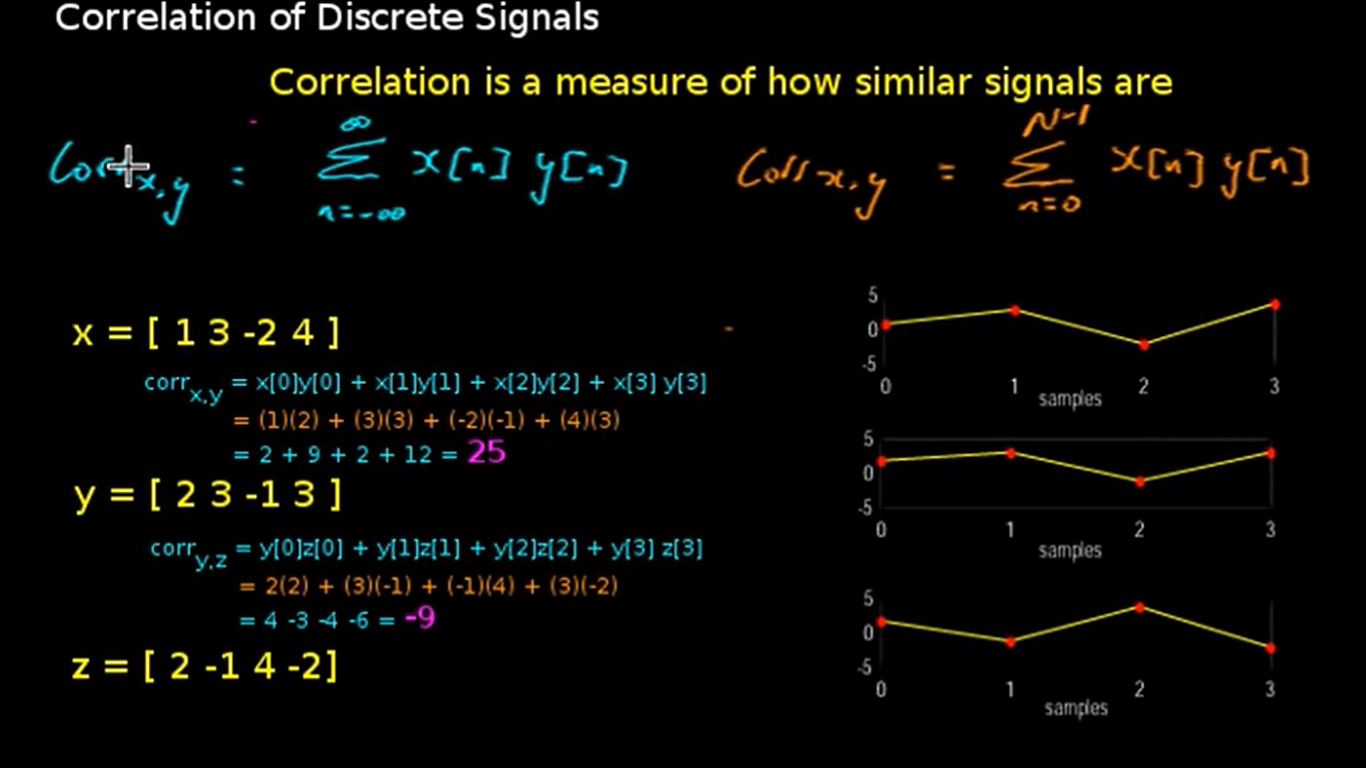 Correlation of Discrete Signals
Correlation is a measure of how similar signals are
Corr x,y = ∞ Σ n=-∞ x[n] y[n]
Corr x,y = N-1 Σ n=0 x[n] y[n]
x = [ 1 3 -2 4 ]
corr x,y = x[0]y[0] + x[1]y[1] + x[2]y[2] + x[3] y[3]
= (1)(2) + (3)(3) + (-2)(-1) + (4)(3)
= 2 + 9 + 2 + 12 = 25
y = [ 2 3 -1 3 ]
corr y,z = y[0]z[0] + y[1]z[1] + y[2]z[2] + y[3] z[3]
= 2(2) + (3)(-1) + (-1)(4) + (3)(-2)
= 4 -3 -4 -6 = -9
z = [ 2 -1 4 -2]
5
0
-5
0 1 2 3
samples
5
0
-5
0 1 2 3
samples
5
0
-5
0 1 2 3
samples